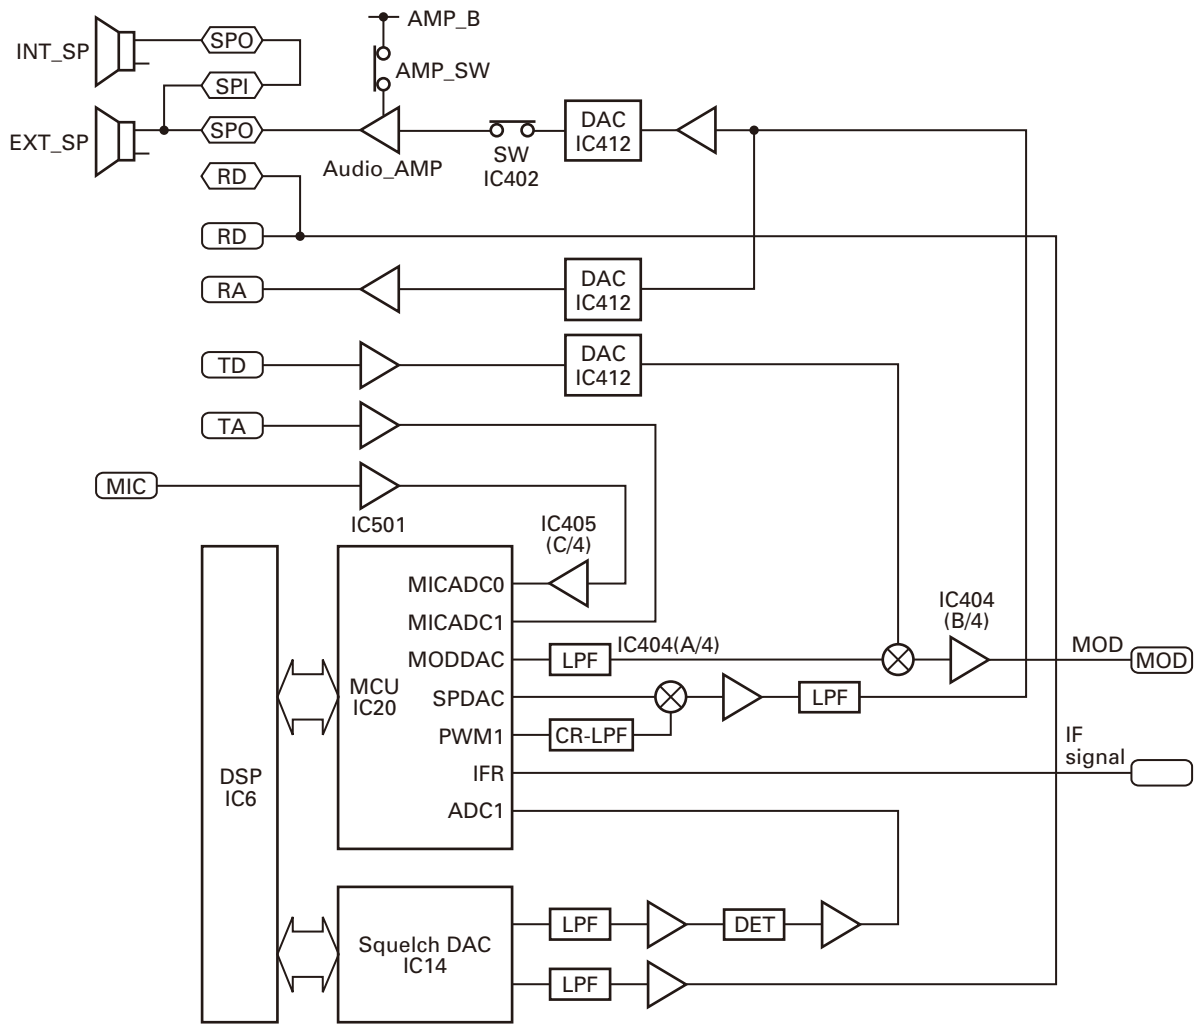 AMP_B
INT_SP
SPO
AMP_SW
SPI
EXT_SP
SPO
DAC
IC412
SW
IC402
Audio_AMP
RD
RD
RA
DAC
IC412
TD
DAC
IC412
TA
MIC
IC501
IC405
(C/4)
MICADC0
MICADC1
MODDAC
SPDAC
PWM1
IFR
ADC1
MCU
IC20
LPF
IC404(A/4)
IC404
(B/4)
MOD
MOD
LPF
CR-LPF
IF
signal
DSP
IC6
Squelch DAC
IC14
LPF
DET
LPF